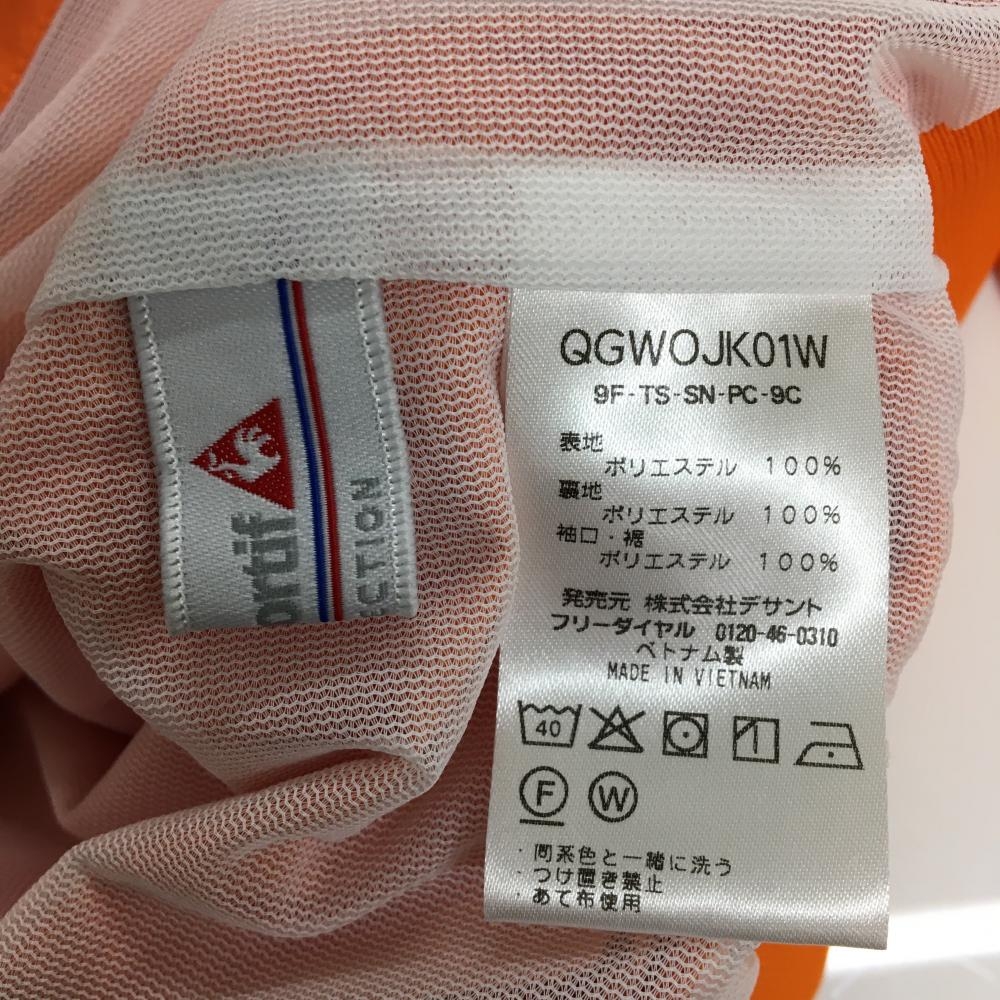 ortif
ECTION
QGWOJK01W
9F-TS-SN-PC-9C
表地
ポリエステル 100%
裏地
ポリエステル 100%
袖口・裾
ポリエステル 100%
発売元 株式会社デサント
フリーダイヤル 0120-46-0310
ベトナム製
MADE IN VIETNAM
40
1
F
W
・同系色と一緒に洗う
・つけ置き禁止
・あて布使用